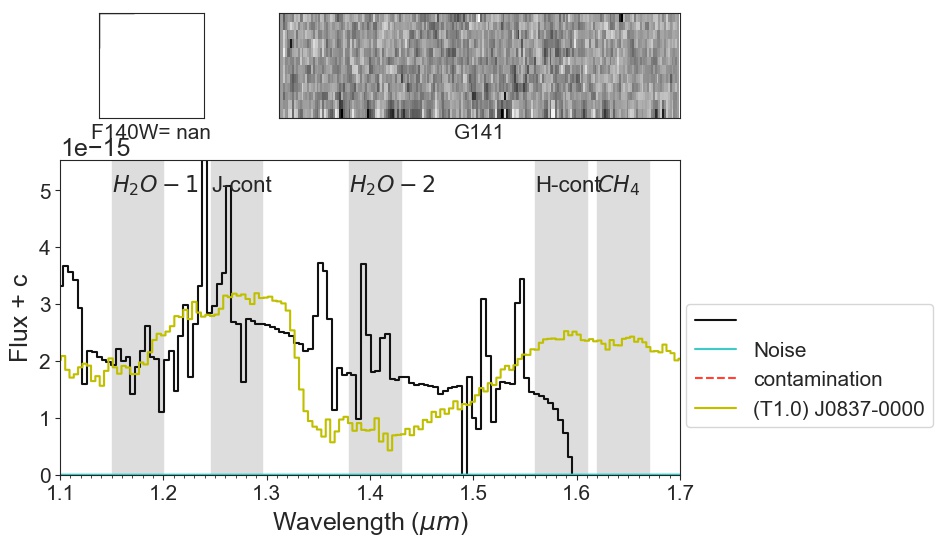 F140W= nan
G141
1e−15
H₂O − 1 J-cont H₂O − 2 H-cont CH₄
5
4
3
2
1
0
Flux + c
1.1 1.2 1.3 1.4 1.5 1.6 1.7
Wavelength (μm)
Noise
contamination
(T1.0) J0837-0000